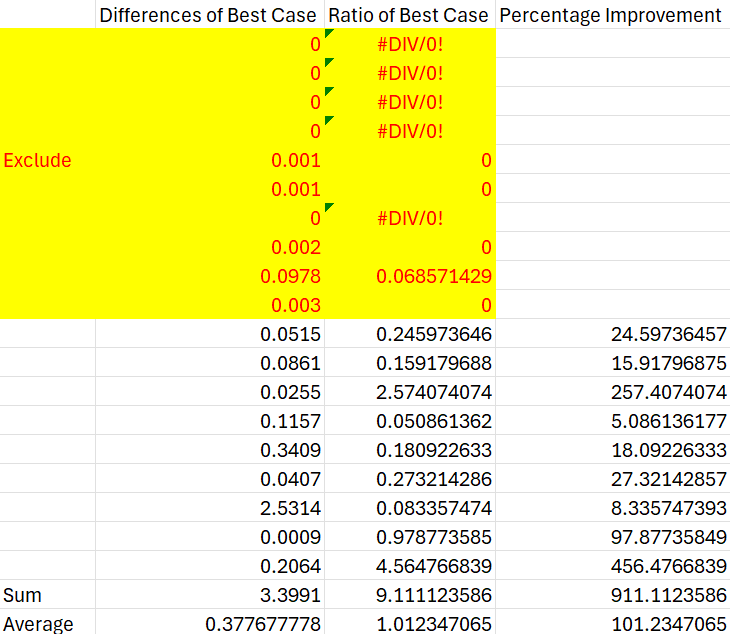 Differences of Best Case Ratio of Best Case Percentage Improvement
0 #DIV/0!
0 #DIV/0!
0 #DIV/0!
0 #DIV/0!
Exclude 0.001 0
0.001 0
0 #DIV/0!
0.002 0
0.0978 0.068571429
0.003 0
0.0515 0.245973646 24.59736457
0.0861 0.159179688 15.91796875
0.0255 2.574074074 257.4074074
0.1157 0.050861362 5.086136177
0.3409 0.180922633 18.09226333
0.0407 0.273214286 27.32142857
2.5314 0.083357474 8.335747393
0.0009 0.978773585 97.87735849
0.2064 4.564766839 456.4766839
Sum 3.3991 9.111123586 911.1123586
Average 0.377677778 1.012347065 101.2347065